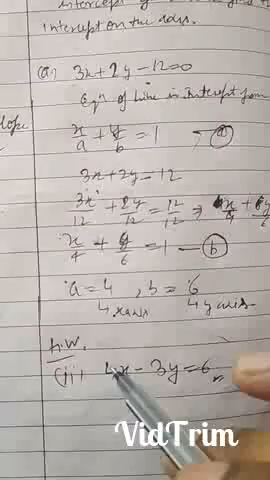 intercept
intercept on the axis.
(a) 3x+2y-12=0
Eqn of Line in Intercept form
x/a + y/b = 1 → (a)
3x+2y=12
3x/12 + 2y/12 = 12/12 ⇒ x/4 + y/6
x/4 + y/6 = 1 — (b)
a=4, b=6
4 x axis 4 y axis
H.W.
(ii) 4x-3y=6
VidTrim